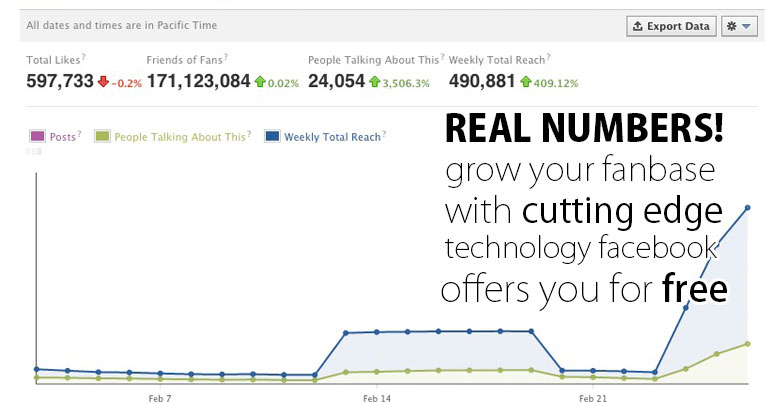 All dates and times are in Pacific Time
Export Data
Total Likes? Friends of Fans? People Talking About This? Weekly Total Reach?
597,733 -0.2% 171,123,084 0.02% 24,054 3,506.3% 490,881 409.12%
Posts? People Talking About This? Weekly Total Reach?
REAL NUMBERS!
grow your fanbase
with cutting edge
technology facebook
offers you for free
Feb 7 Feb 14 Feb 21